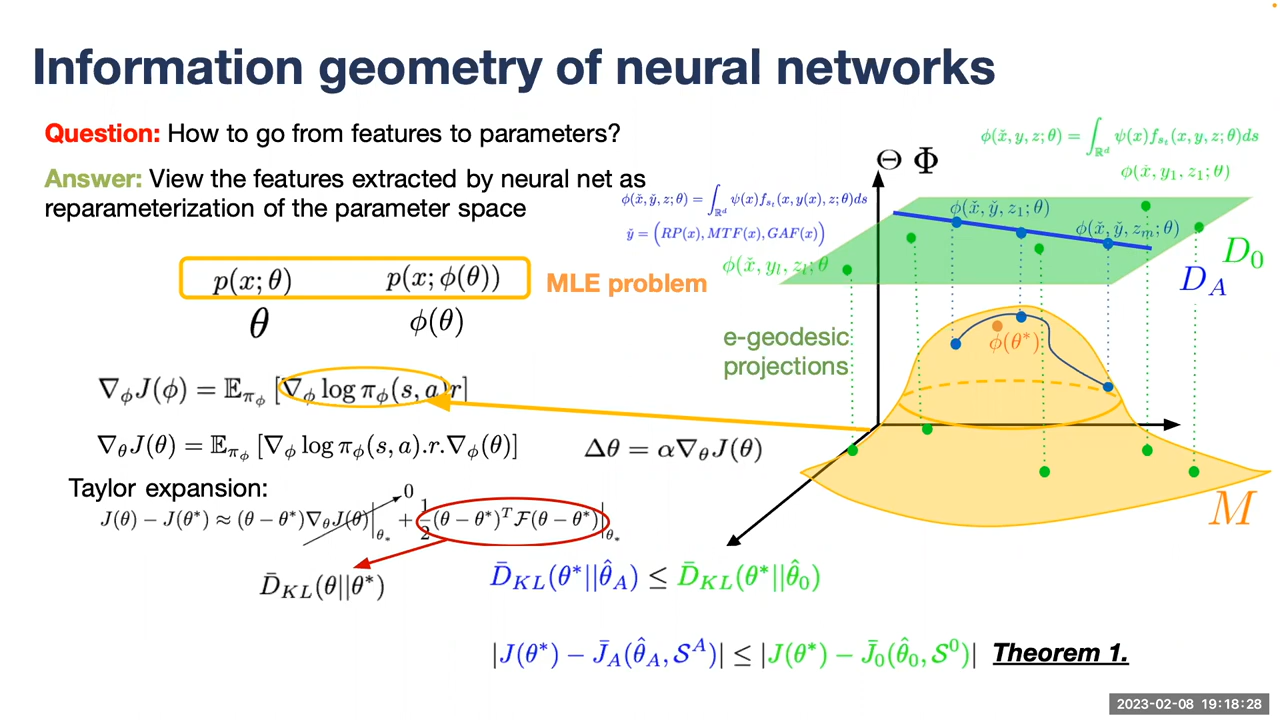 Information geometry of neural networks
Question: How to go from features to parameters?
Answer: View the features extracted by neural net as
reparameterization of the parameter space
p(x; θ) p(x; ϕ(θ)) MLE problem
θ ϕ(θ)
∇_ϕ J(ϕ) = 𝔼_{π_ϕ} [∇_ϕ log π_ϕ(s, a) r]
∇_θ J(θ) = 𝔼_{π_ϕ} [∇_ϕ log π_ϕ(s, a).r.∇_ϕ(θ)]
Δθ = α∇_θ J(θ)
Taylor expansion:
J(θ) − J(θ*) ≈ (θ − θ*)∇_θ J(θ)|_{θ*} + 1/2 (θ − θ*)^T ℱ(θ − θ*)|_{θ*}
0
D̄_{KL}(θ||θ*)
D̄_{KL}(θ*||θ̂_A) ≤ D̄_{KL}(θ*||θ̂_0)
|J(θ*) − J̄_A(θ̂_A, 𝒮^A)| ≤ |J(θ*) − J̄_0(θ̂_0, 𝒮^0)| Theorem 1.
ϕ(x̌, y, z; θ) = ∫_{ℝ^d} ψ(x) f_{s_t}(x, y, z; θ)ds
ϕ(x̌, y_1, z_1; θ)
Θ Φ
ϕ(x̌, y̌, z; θ) = ∫_{ℝ^d} ψ(x) f_{s_t}(x, y(x), z; θ)ds
y̌ = (RP(x), MTF(x), GAF(x))
ϕ(x̌, y̌, z_1; θ)
ϕ(x̌, y̌, z_m; θ)
ϕ(x̌, y_l, z_l; θ
D_0
D_A
e-geodesic
projections
ϕ(θ*)
M
2023-02-08 19:18:28